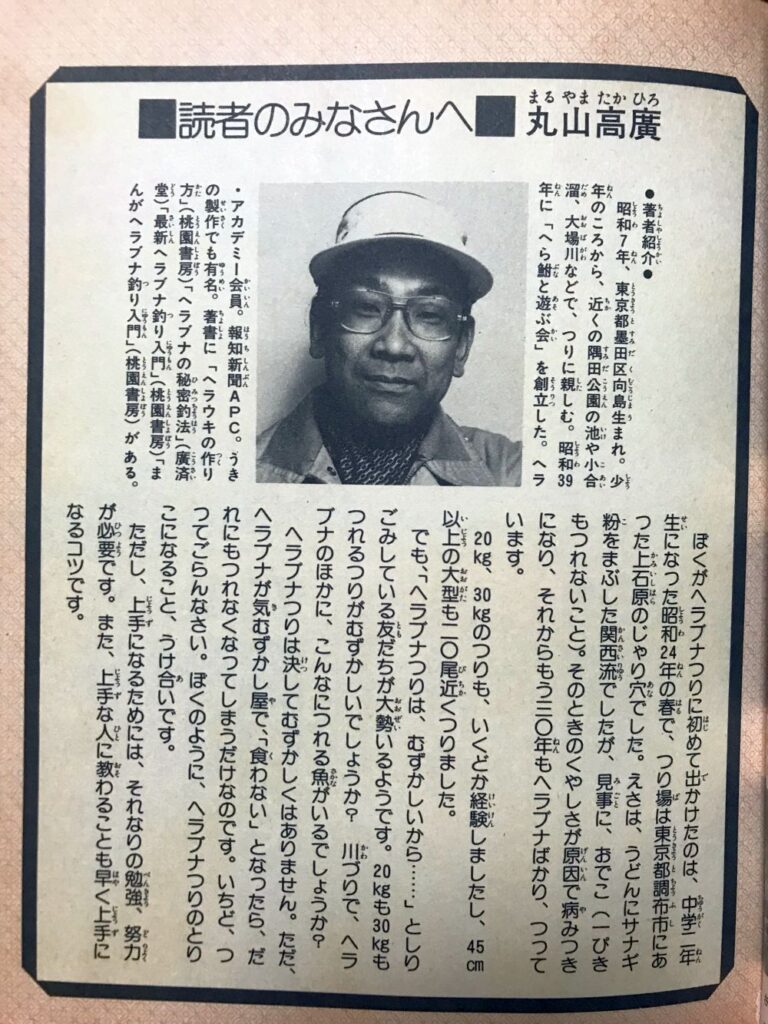 ■読者のみなさんへ■ 丸山高廣
まるやまたかひろ
●著者紹介●
昭和7年、東京都墨田区向島生まれ。少
年のころから、近くの隅田公園の池や小合
溜、大場川などで、つりに親しむ。昭和39
年に「へら鮒と遊ぶ会」を創立した。ヘラ
・アカデミー会員。報知新聞APC。うき
の製作でも有名。著書に「ヘラウキの作り
方」(桃園書房)「ヘラブナの秘密釣法」(廣済
堂)「最新ヘラブナ釣り入門」(桃園書房)「ま
んがヘラブナ釣り入門」(桃園書房)がある。
ぼくがヘラブナつりに初めて出かけたのは、中学二年
生になった昭和24年の春で、つり場は東京都調布市にあ
った上石原のじゃり穴でした。えさは、うどんにサナギ
粉をまぶした関西流でしたが、見事に、おでこ(一ぴき
もつれないこと)。そのときのくやしさが原因で病みつき
になり、それからもう三〇年もヘラブナばかり、つって
います。
20kg、30kgのつりも、いくどか経験しましたし、45cm
以上の大型も二〇尾近くつりました。
でも、「ヘラブナつりは、むずかしいから……」としり
ごみしている友だちが大勢いるようです。20kgも30kgも
つれるつりがむずかしいでしょうか? 川づりで、ヘラ
ブナのほかに、こんなにつれる魚がいるでしょうか?
ヘラブナつりは決してむずかしくはありません。ただ、
ヘラブナが気むずかし屋で、「食わない」となったら、だ
れにもつれなくなってしまうだけなのです。いちど、つ
ってごらんなさい。ぼくのように、ヘラブナつりのとり
こになること、うけ合いです。
ただし、上手になるためには、それなりの勉強、努力
が必要です。また、上手な人に教わることも早く上手に
なるコツです。